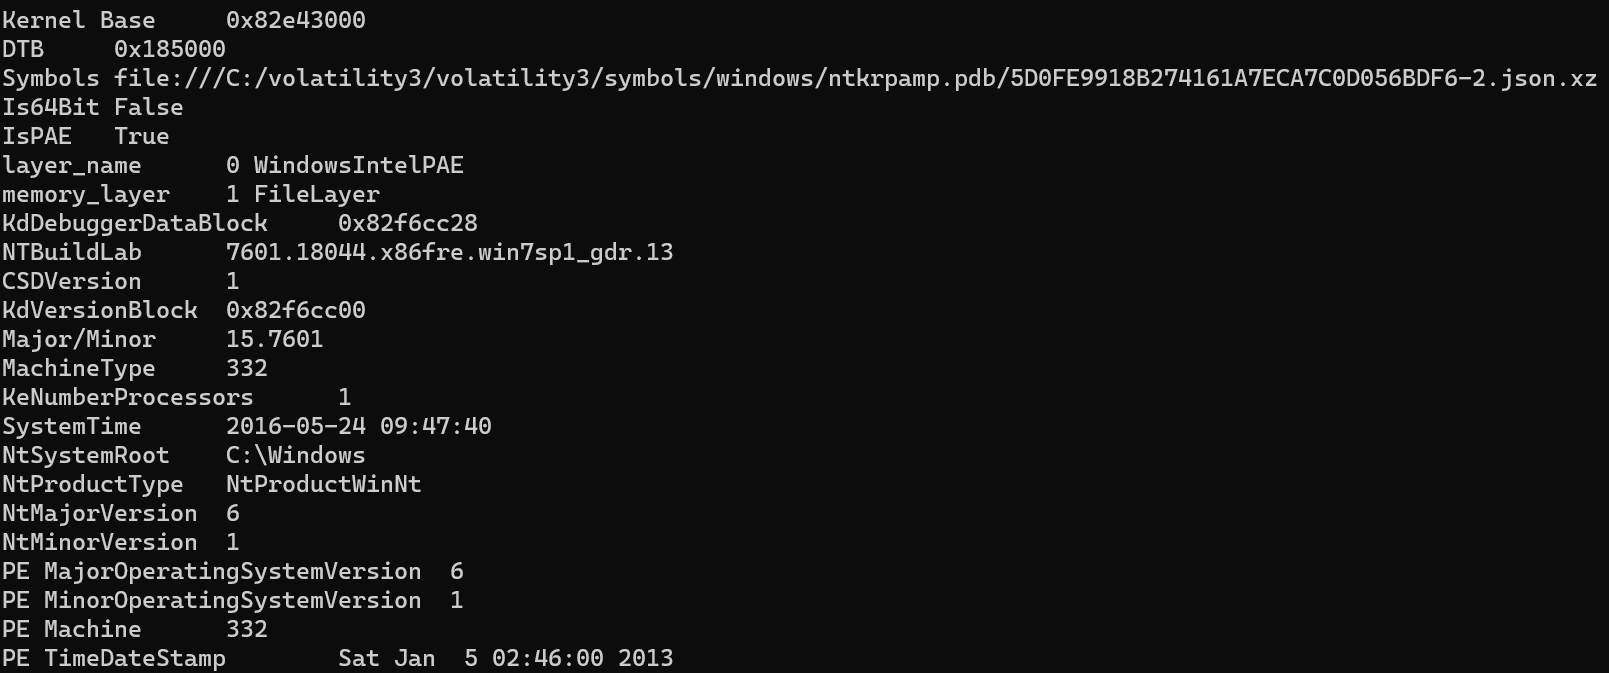 Kernel Base	0x82e43000
DTB	0x185000
Symbols	file:///C:/volatility3/volatility3/symbols/windows/ntkrpamp.pdb/5D0FE9918B274161A7ECA7C0D056BDF6-2.json.xz
Is64Bit	False
IsPAE	True
layer_name	0 WindowsIntelPAE
memory_layer	1 FileLayer
KdDebuggerDataBlock	0x82f6cc28
NTBuildLab	7601.18044.x86fre.win7sp1_gdr.13
CSDVersion	1
KdVersionBlock	0x82f6cc00
Major/Minor	15.7601
MachineType	332
KeNumberProcessors	1
SystemTime	2016-05-24 09:47:40
NtSystemRoot	C:\Windows
NtProductType	NtProductWinNt
NtMajorVersion	6
NtMinorVersion	1
PE MajorOperatingSystemVersion	6
PE MinorOperatingSystemVersion	1
PE Machine	332
PE TimeDateStamp	Sat Jan  5 02:46:00 2013